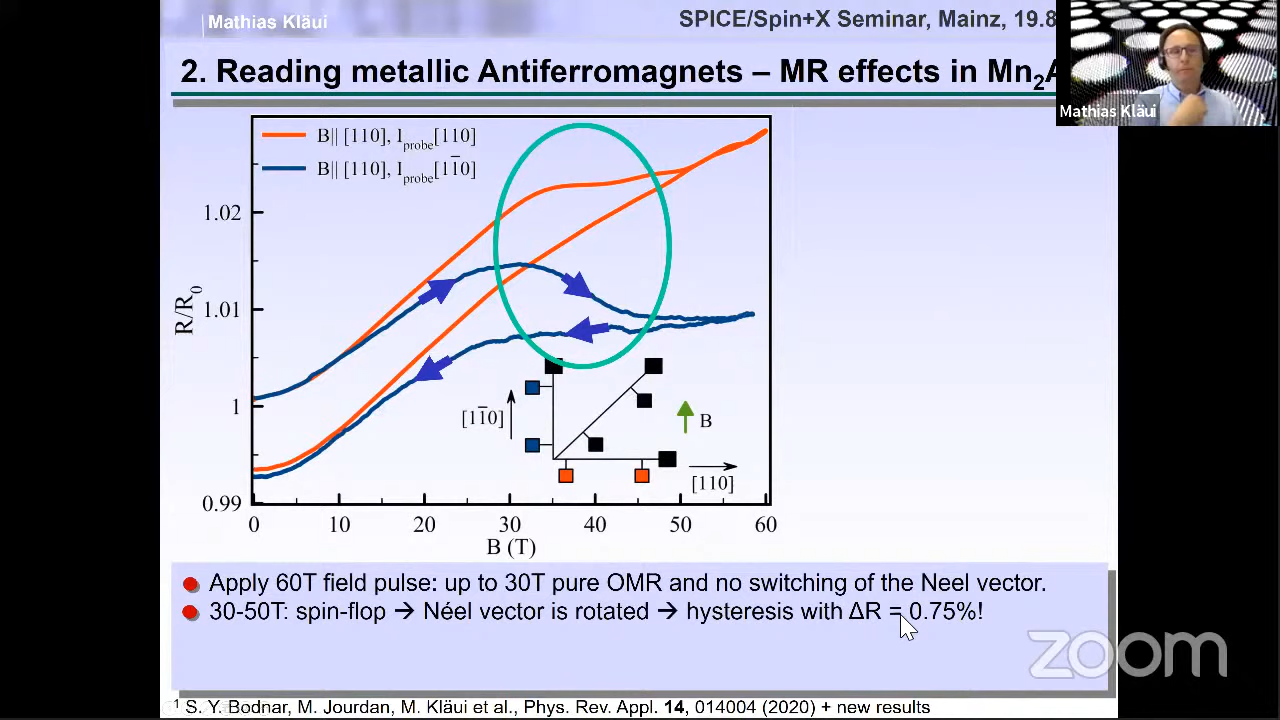 Mathias Kläui
SPICE/Spin+X Seminar, Mainz, 19.8
2. Reading metallic Antiferromagnets – MR effects in Mn₂A
Mathias Kläui
B|| [110], I_probe[110]
B|| [110], I_probe[11̅0]
1.02
1.01
1
0.99
R/R₀
0 10 20 30 40 50 60
B (T)
[11̅0]
B
[110]
Apply 60T field pulse: up to 30T pure OMR and no switching of the Neel vector.
30-50T: spin-flop → Néel vector is rotated → hysteresis with ΔR = 0.75%!
zoom
¹ S. Y. Bodnar, M. Jourdan, M. Kläui et al., Phys. Rev. Appl. 14, 014004 (2020) + new results